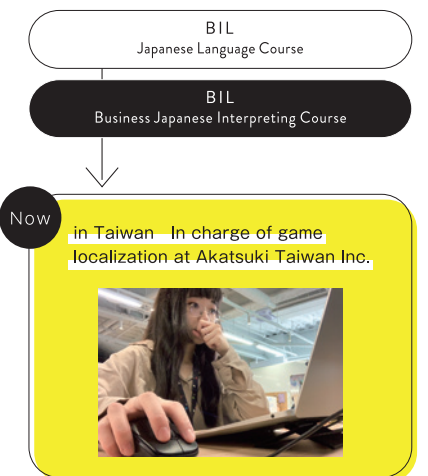 BIL
Japanese Language Course
BIL
Business Japanese Interpreting Course
Now
in Taiwan In charge of game
localization at Akatsuki Taiwan Inc.